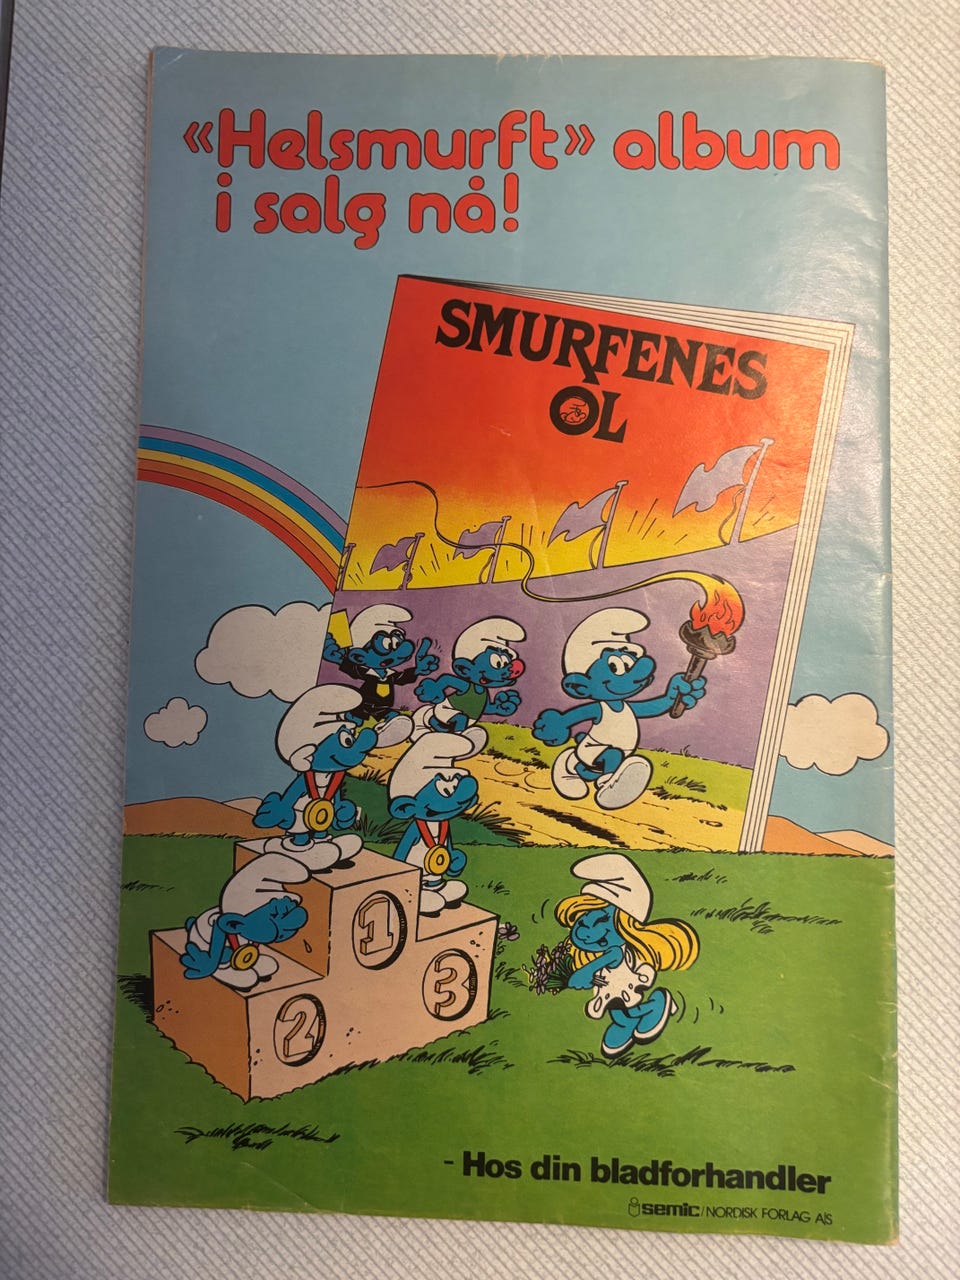 «Helsmurft» album
i salg nå!
SMURFENES
OL
1
2
3
- Hos din bladforhandler
semic/NORDISK FORLAG A/S